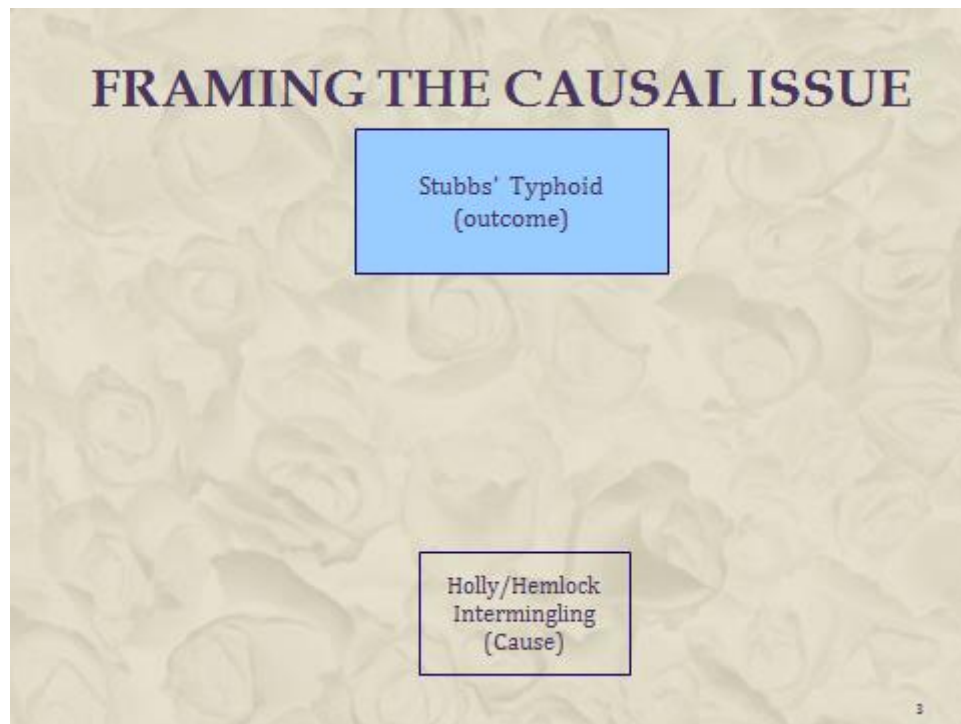 FRAMING THE CAUSAL ISSUE
Stubbs' Typhoid
(outcome)
Holly/Hemlock
Intermingling
(Cause)
3